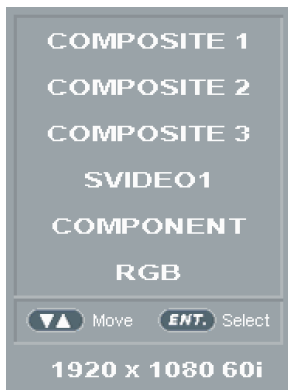 COMPOSITE 1
COMPOSITE 2
COMPOSITE 3
SVIDEO1
COMPONENT
RGB
▼▲ Move ENT. Select
1920 x 1080 60i